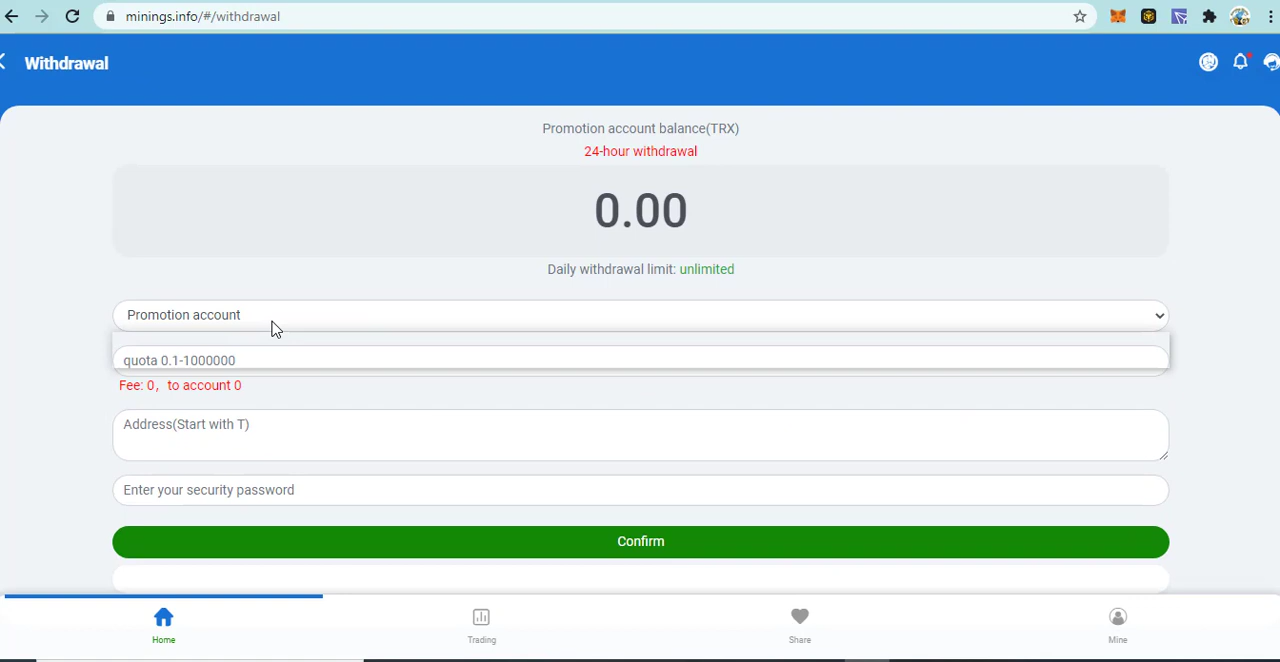 minings.info/#/withdrawal
Withdrawal
Promotion account balance(TRX)
24-hour withdrawal
0.00
Daily withdrawal limit: unlimited
Promotion account
quota 0.1-1000000
Fee: 0，to account 0
Address(Start with T)
Enter your security password
Confirm
Home
Trading
Share
Mine